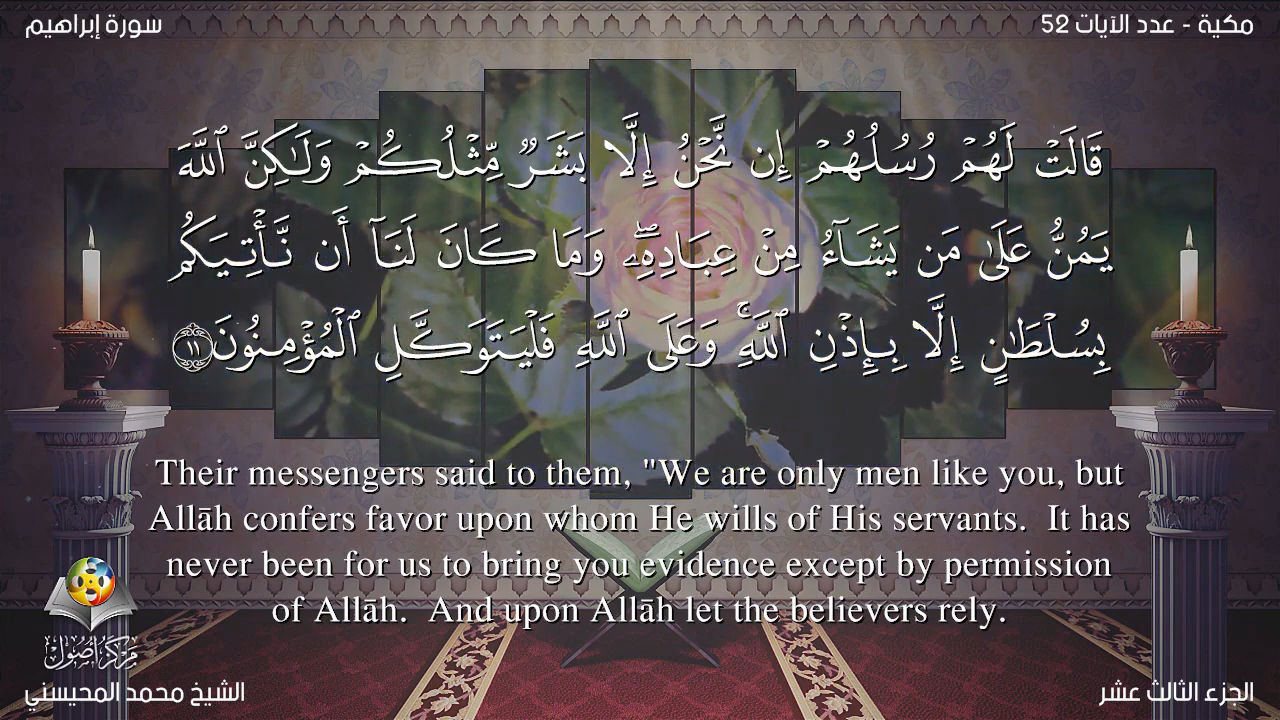 سورة إبراهيم
مكية - عدد الآيات 52
قَالَتْ لَهُمْ رُسُلُهُمْ إِن نَّحْنُ إِلَّا بَشَرٌ مِّثْلُكُمْ وَلَٰكِنَّ ٱللَّهَ
يَمُنُّ عَلَىٰ مَن يَشَآءُ مِنْ عِبَادِهِۦ ۖ وَمَا كَانَ لَنَآ أَن نَّأْتِيَكُم
بِسُلْطَٰنٍ إِلَّا بِإِذْنِ ٱللَّهِ ۚ وَعَلَى ٱللَّهِ فَلْيَتَوَكَّلِ ٱلْمُؤْمِنُونَ ١١
Their messengers said to them, "We are only men like you, but
Allāh confers favor upon whom He wills of His servants. It has
never been for us to bring you evidence except by permission
of Allāh. And upon Allāh let the believers rely.
مركز أصول
الشيخ محمد المحيسني
الجزء الثالث عشر